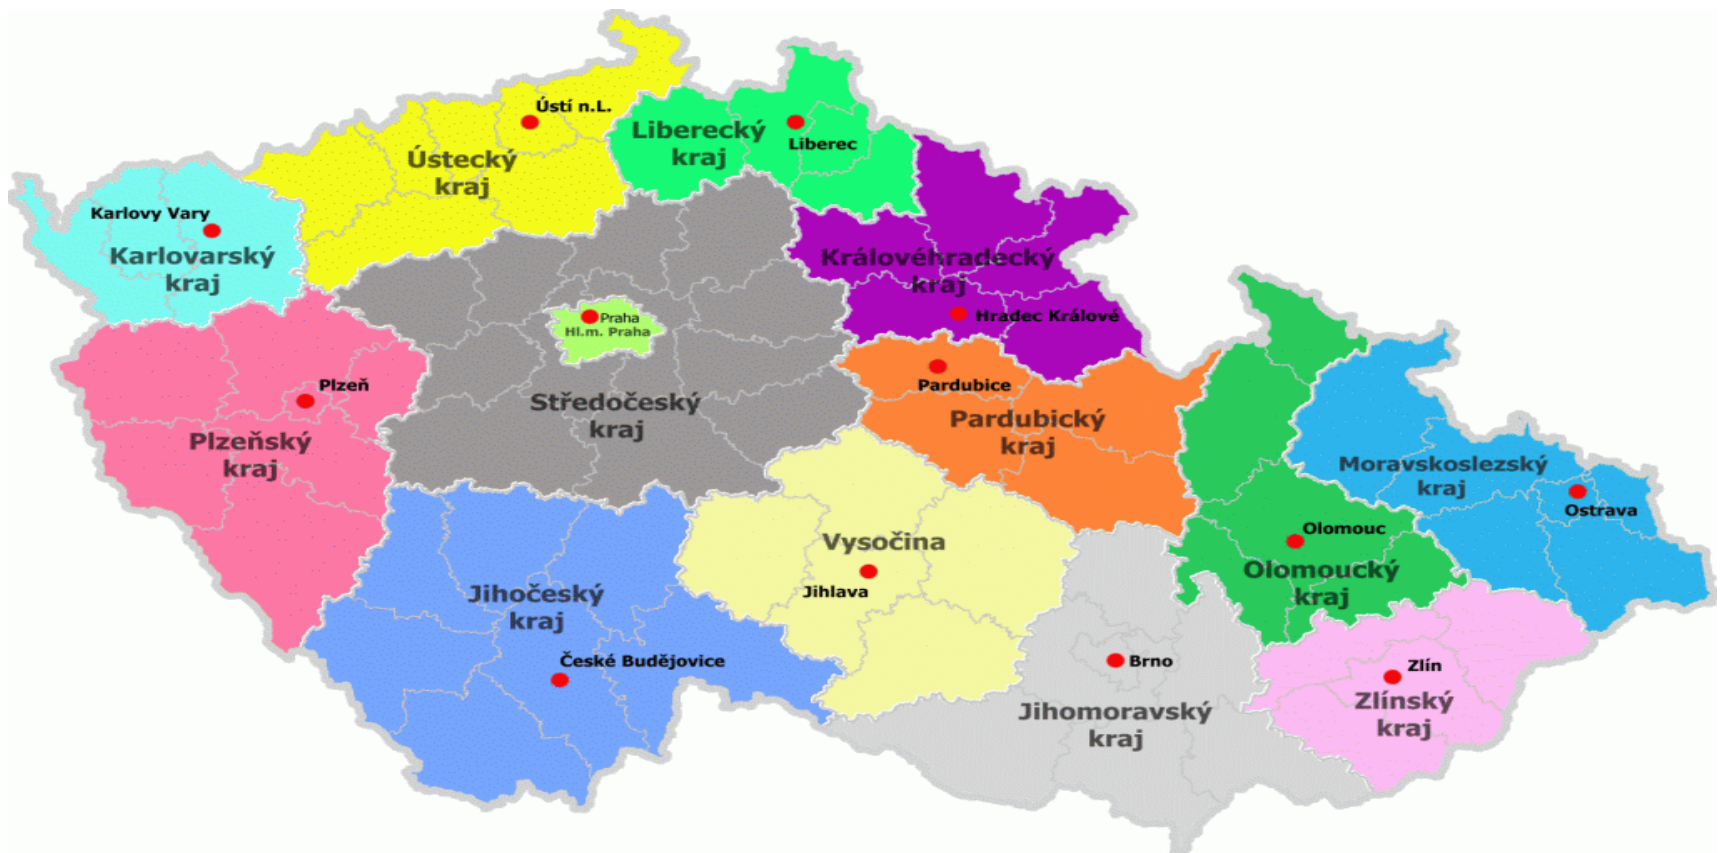 Ústí n.L.
Ústecký
kraj
Liberecký
kraj
Liberec
Karlovy Vary
Karlovarský
kraj
Královéhradecký
kraj
Hradec Králové
Praha
Hl.m. Praha
Plzeň
Plzeňský
kraj
Středočeský
kraj
Pardubice
Pardubický
kraj
Moravskoslezský
kraj
Ostrava
Olomouc
Olomoucký
kraj
Vysočina
Jihlava
Jihočeský
kraj
České Budějovice
Brno
Jihomoravský
kraj
Zlín
Zlínský
kraj